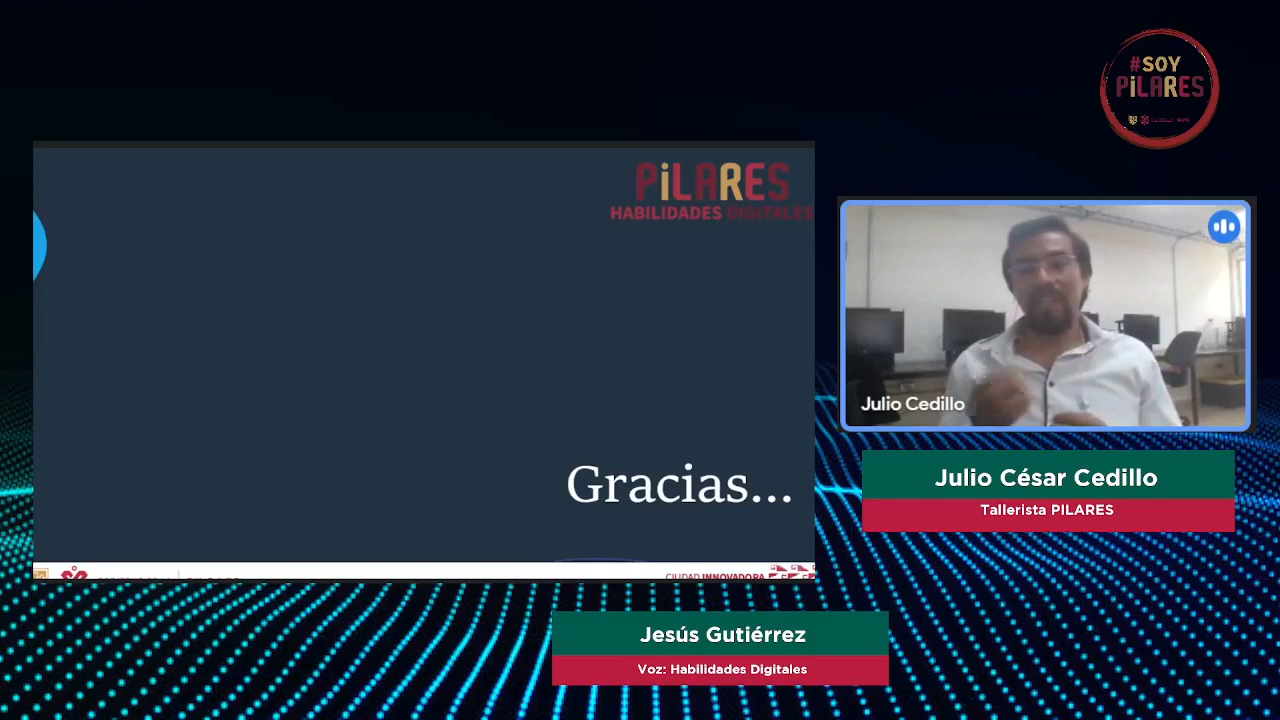 #SOY
PiLARES
PiLARES
HABILIDADES DIGITALES
Gracias...
CIUDAD INNOVADORA
Julio Cedillo
Julio César Cedillo
Tallerista PILARES
Jesús Gutiérrez
Voz: Habilidades Digitales